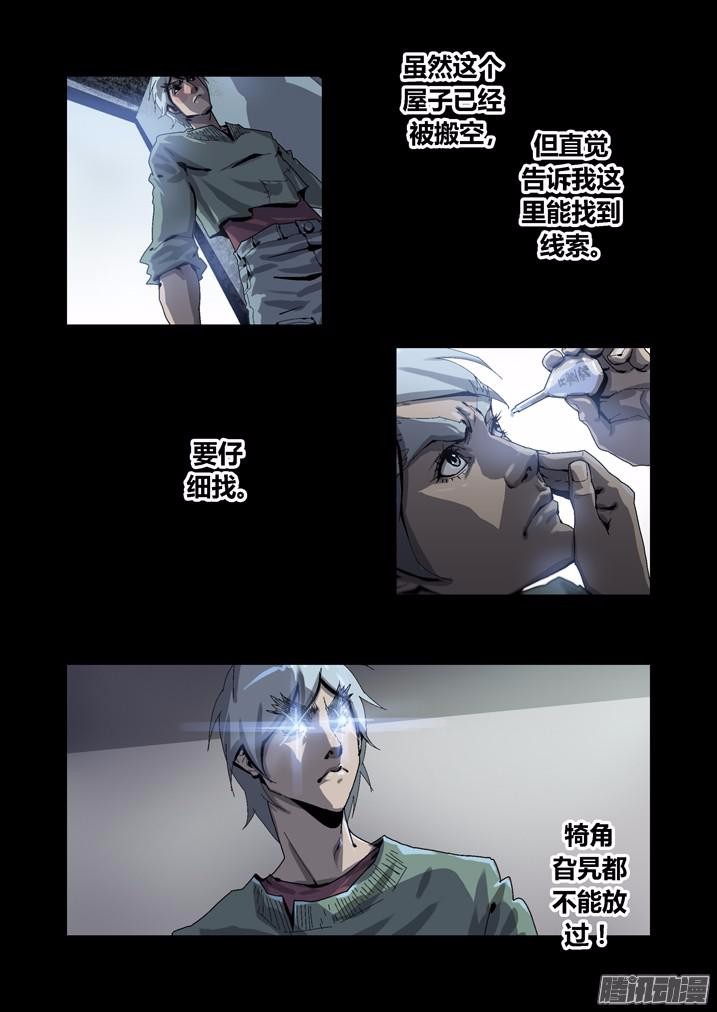 虽然这个
屋子已经
被搬空，
但直觉
告诉我这
里能找到
线索。
要仔
细找。
犄角
旮旯都
不能放
过！
腾讯动漫